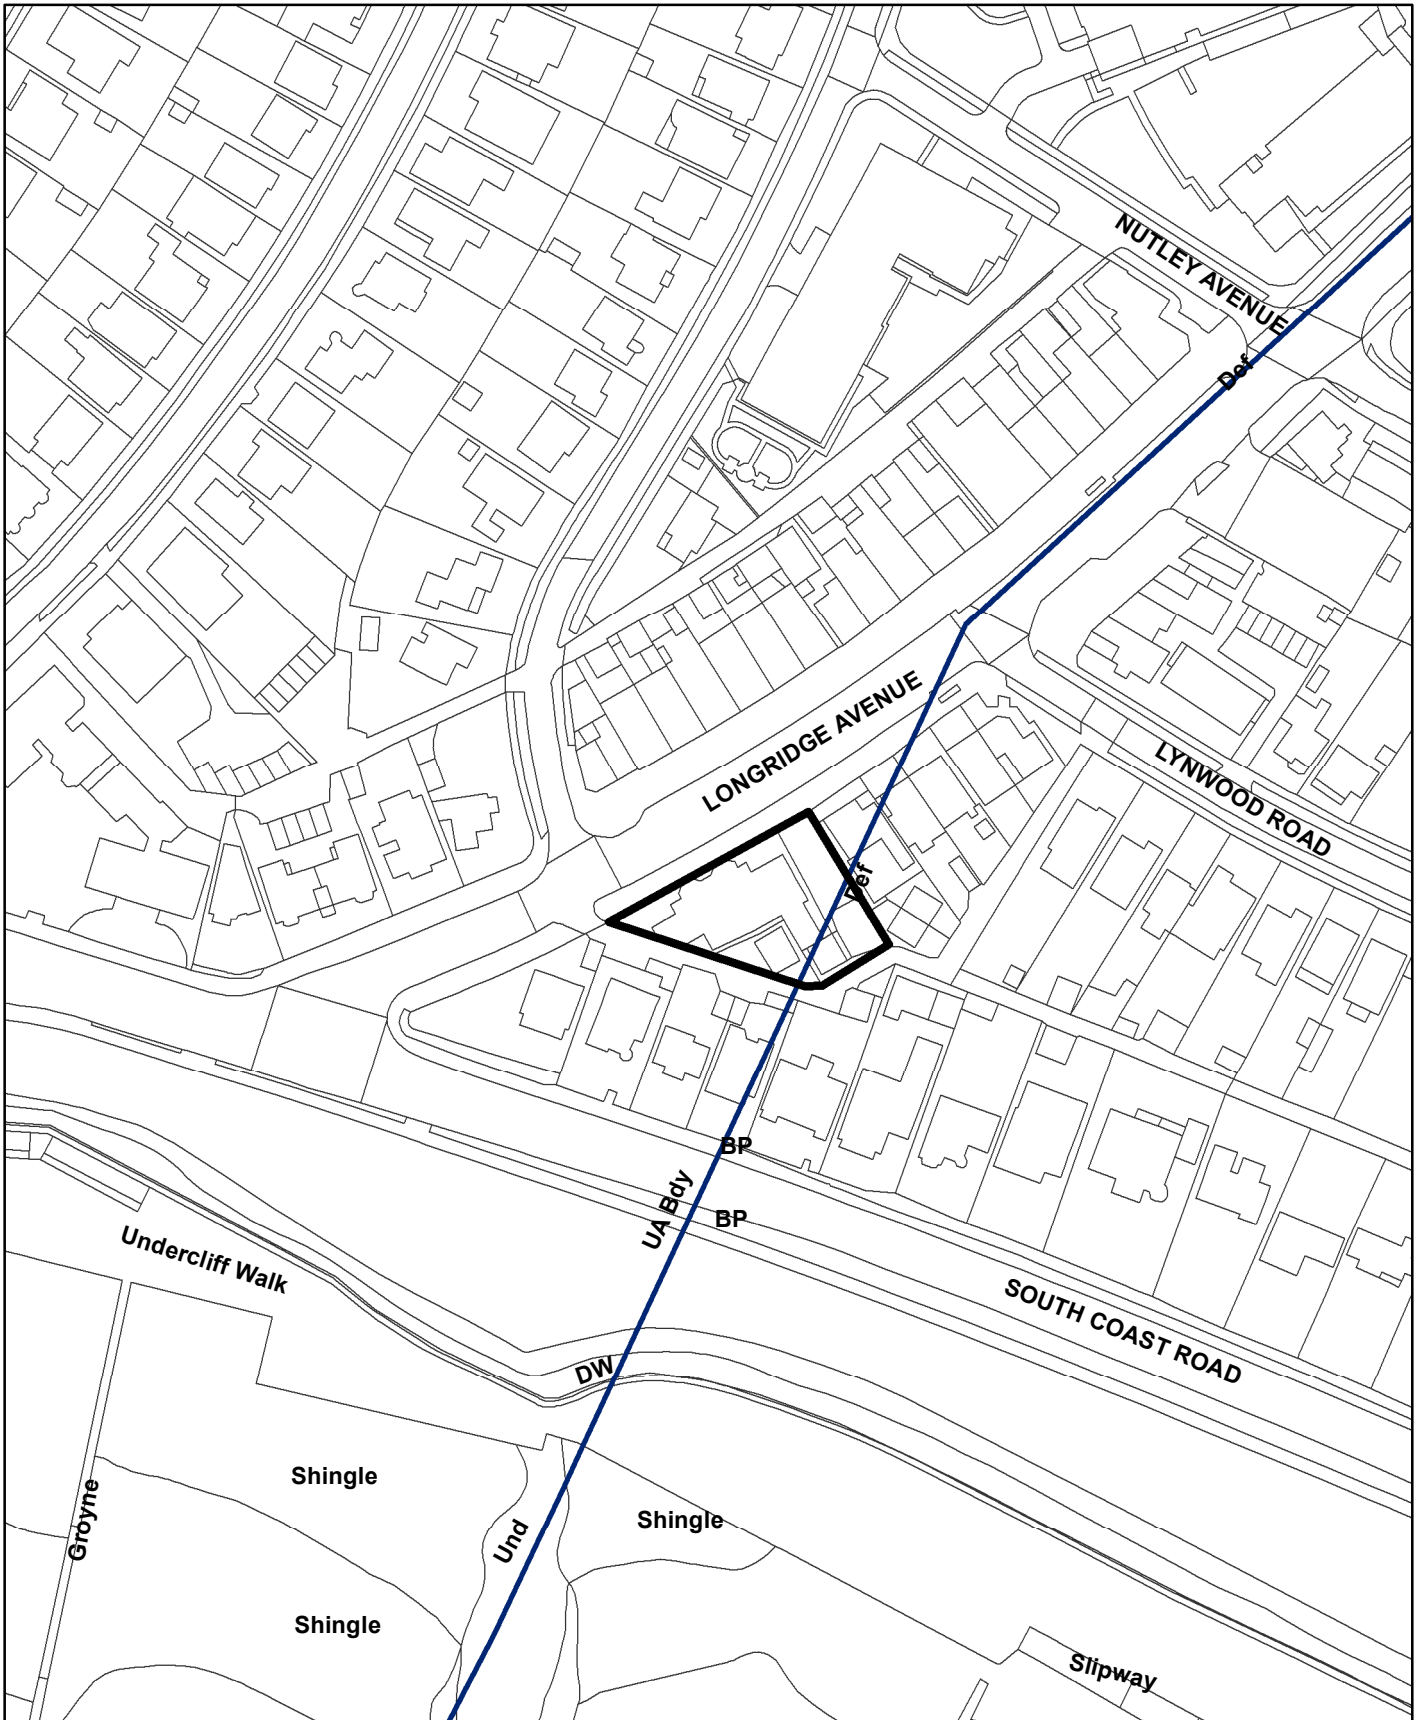 NUTLEY AVENUE
Def
LONGRIDGE AVENUE
LYNWOOD ROAD
Def
BP
UA Bdy
BP
Undercliff Walk
SOUTH COAST ROAD
DW
Shingle
Groyne
Shingle
Und
Shingle
Slipway